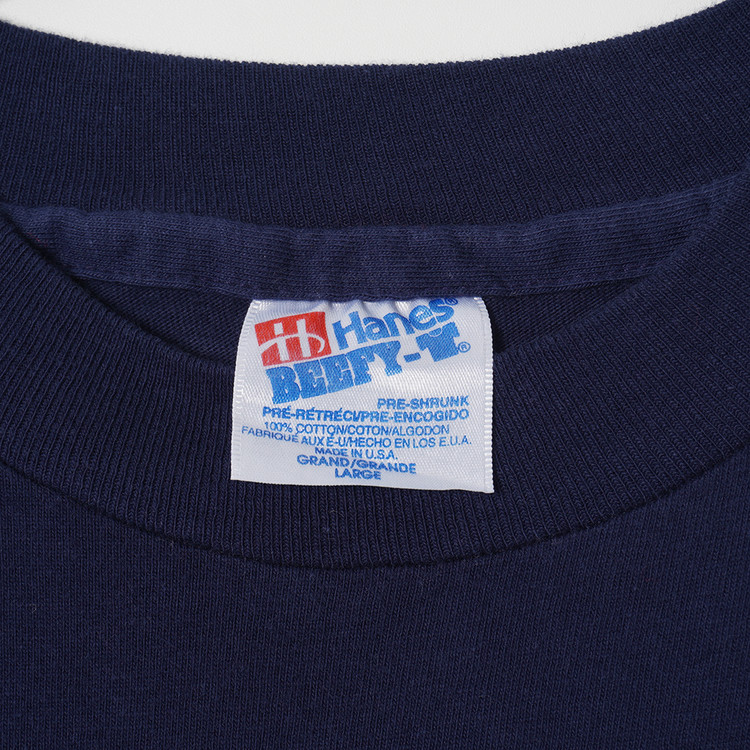 H Hanes®
BEEFY-T®
PRE-SHRUNK
PRÉ-RÉTRÉCI/PRE-ENCOGIDO
100% COTTON/COTON/ALGODON
FABRIQUÉ AUX É-U/HECHO EN LOS E.U.A.
MADE IN U.S.A.
GRAND/GRANDE
LARGE